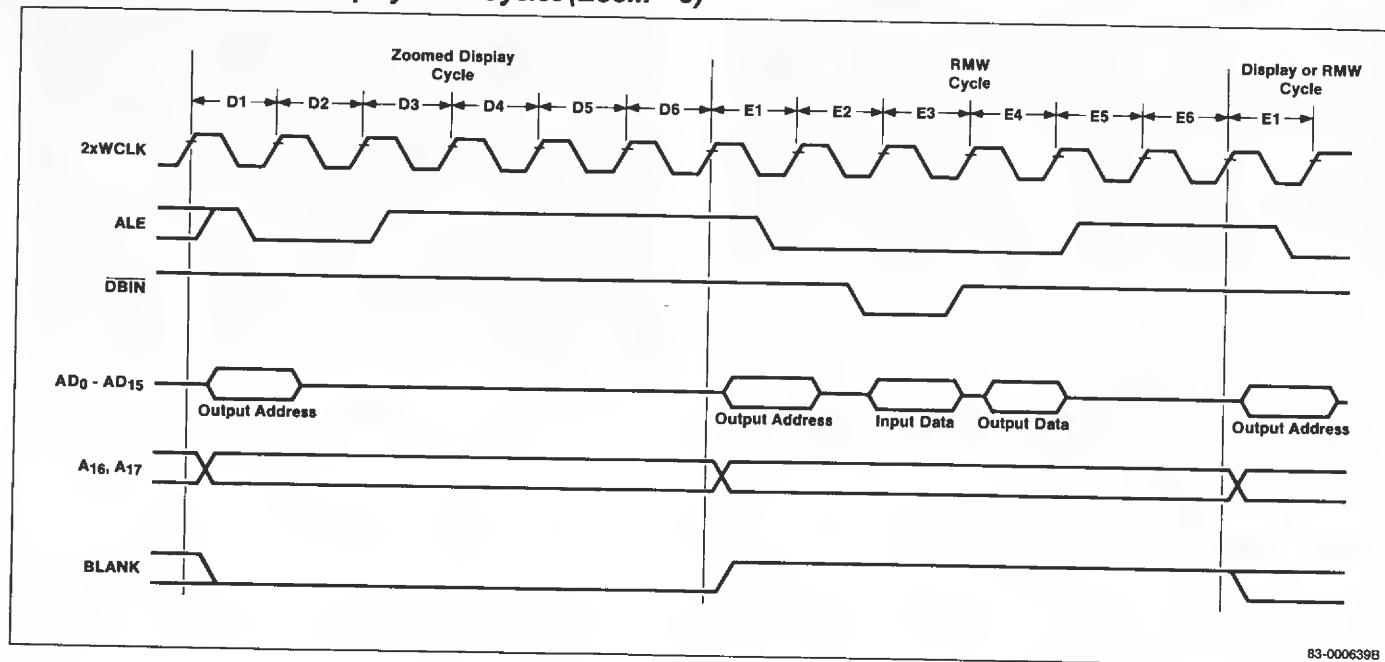 Zoomed Display
Cycle
RMW
Cycle
Display or RMW
Cycle
D1 D2 D3 D4 D5 D6 E1 E2 E3 E4 E5 E6 E1
2xWCLK
ALE
DBIN
AD0 - AD15
Output Address
Output Address
Input Data
Output Data
Output Address
A16, A17
BLANK
83-000639B